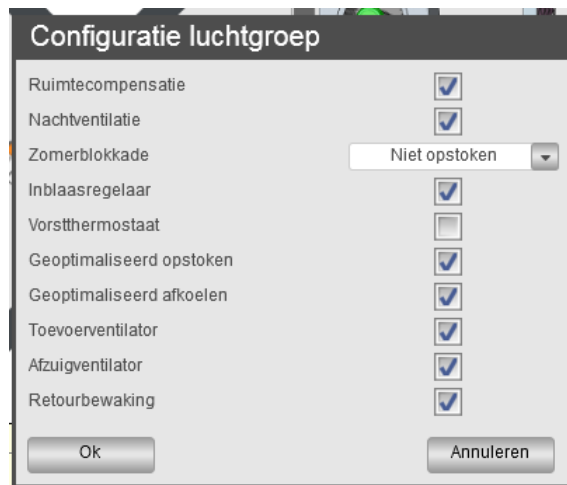 Configuratie luchtgroep
Ruimtecompensatie
Nachtventilatie
Zomerblokkade Niet opstoken
Inblaasregelaar
Vorstthermostaat
Geoptimaliseerd opstoken
Geoptimaliseerd afkoelen
Toevoerventilator
Afzuigventilator
Retourbewaking
Ok Annuleren